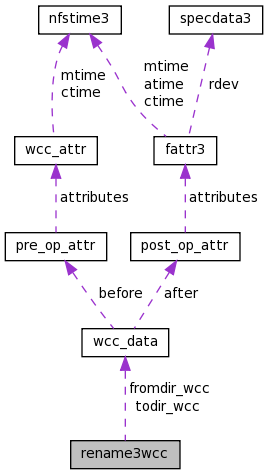 nfstime3
specdata3
mtime
ctime
mtime
atime
ctime
rdev
wcc_attr
fattr3
attributes
attributes
pre_op_attr
post_op_attr
before
after
wcc_data
fromdir_wcc
todir_wcc
rename3wcc